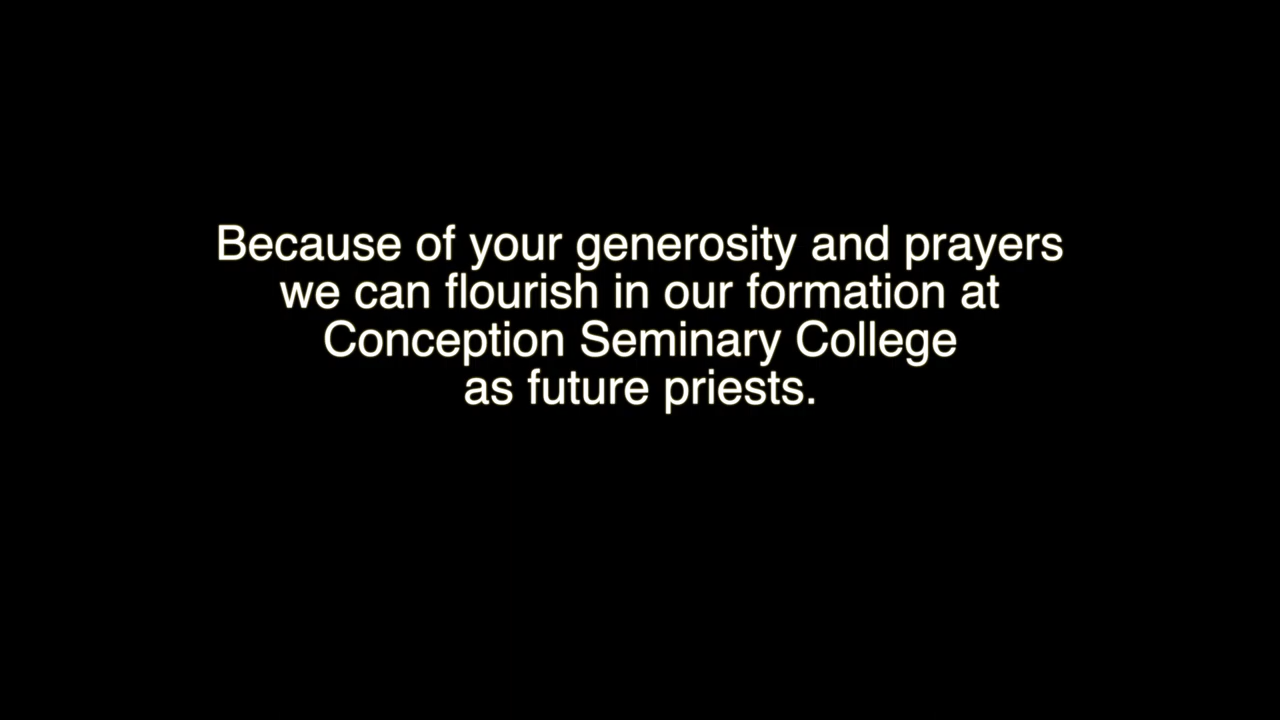 Because of your generosity and prayers
we can flourish in our formation at
Conception Seminary College
as future priests.